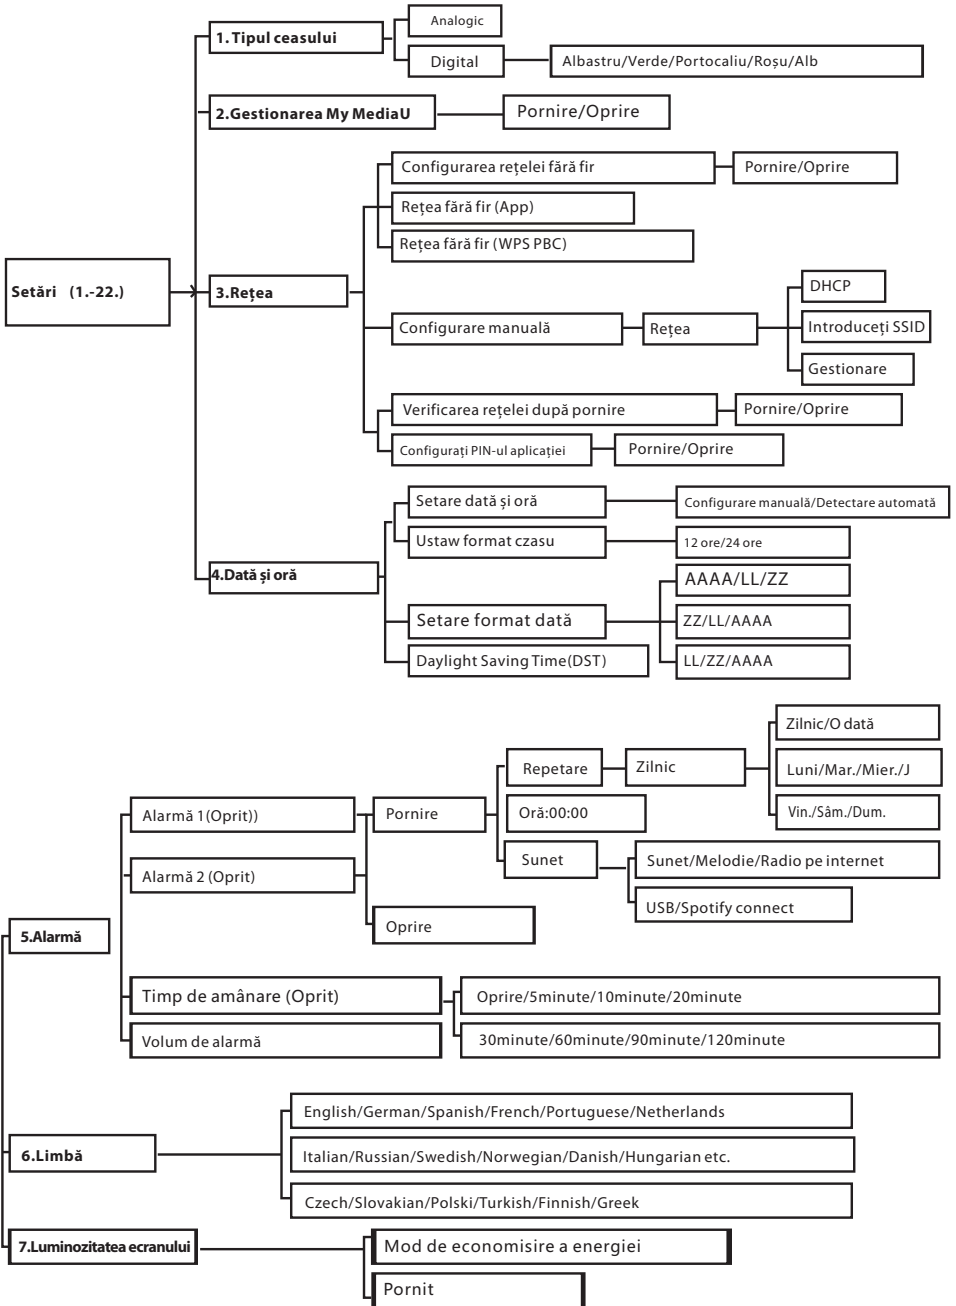 Analogic
1. Tipul ceasului
Digital
Albastru/Verde/Portocaliu/Roșu/Alb
2.Gestionarea My MediaU
Pornire/Oprire
Configurarea rețelei fără fir
Pornire/Oprire
Rețea fără fir (App)
Rețea fără fir (WPS PBC)
Setări (1.-22.)
3.Rețea
DHCP
Configurare manuală
Rețea
Introduceți SSID
Gestionare
Verificarea rețelei după pornire
Pornire/Oprire
Configurați PIN-ul aplicației
Pornire/Oprire
Setare dată și oră
Configurare manuală/Detectare automată
Ustaw format czasu
12 ore/24 ore
4.Dată și oră
AAAA/LL/ZZ
Setare format dată
ZZ/LL/AAAA
Daylight Saving Time(DST)
LL/ZZ/AAAA
Zilnic/O dată
Repetare
Zilnic
Luni/Mar./Mier./J
Alarmă 1(Oprit))
Pornire
Oră:00:00
Vin./Sâm./Dum.
Sunet
Sunet/Melodie/Radio pe internet
Alarmă 2 (Oprit)
USB/Spotify connect
Oprire
5.Alarmă
Timp de amânare (Oprit)
Oprire/5minute/10minute/20minute
Volum de alarmă
30minute/60minute/90minute/120minute
English/German/Spanish/French/Portuguese/Netherlands
6.Limbă
Italian/Russian/Swedish/Norwegian/Danish/Hungarian etc.
Czech/Slovakian/Polski/Turkish/Finnish/Greek
7.Luminozitatea ecranului
Mod de economisire a energiei
Pornit